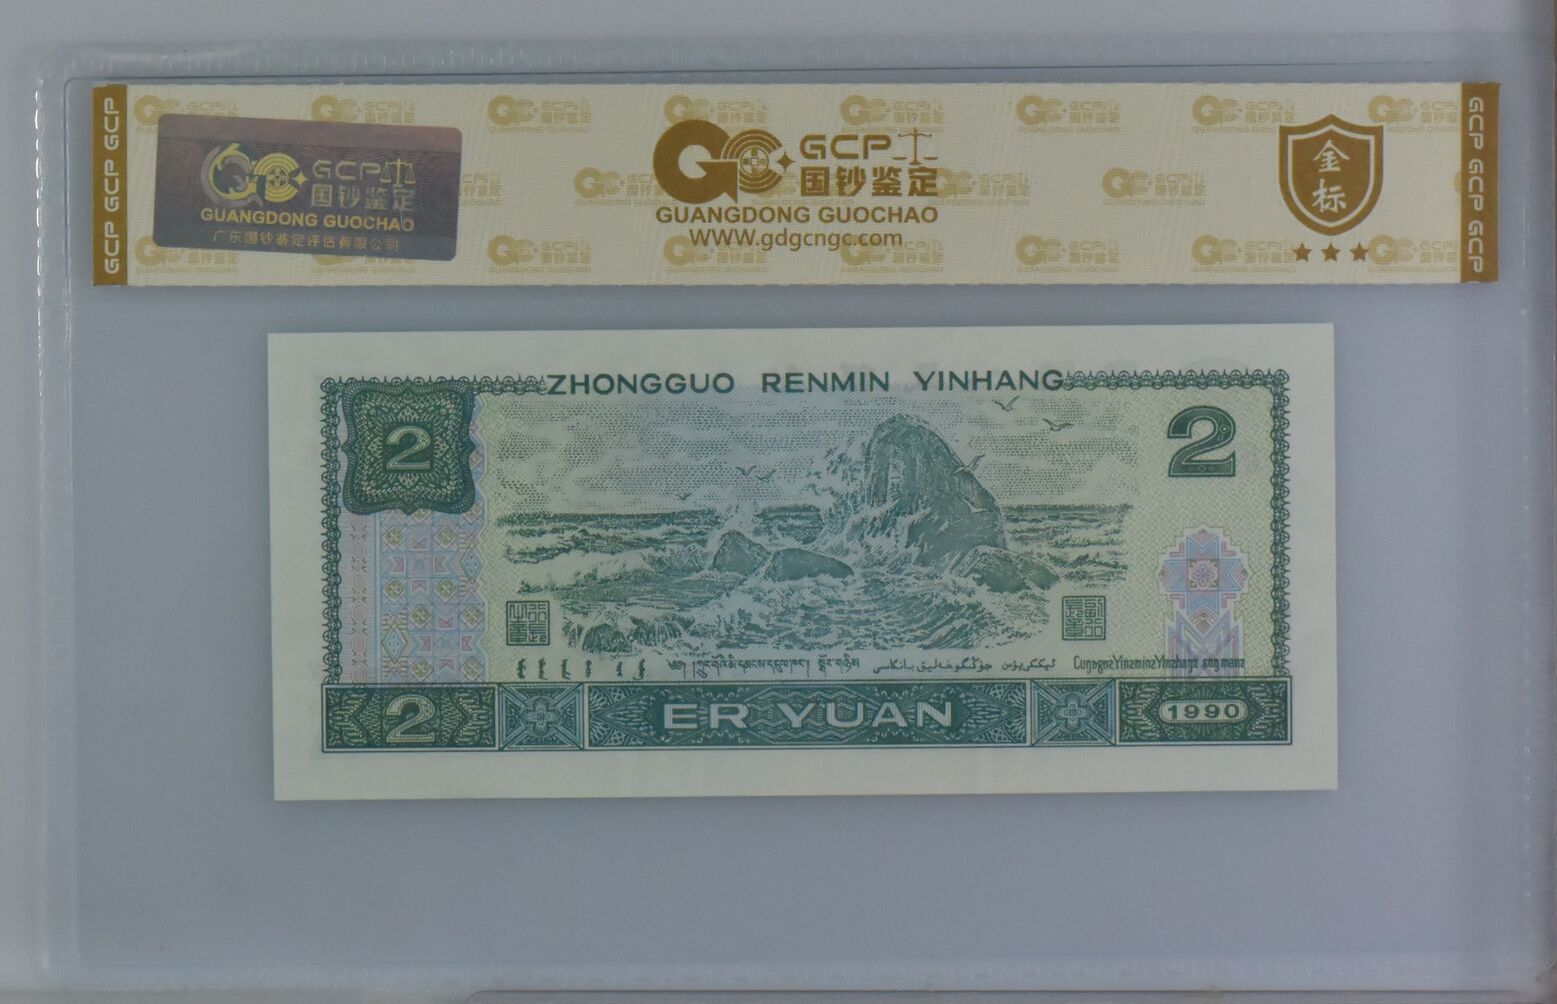 GCP GCP GCP
GCP
国钞鉴定
GUANGDONG GUOCHAO
广东国钞鉴定评估有限公司
GCP
国钞鉴定
GUANGDONG GUOCHAO
WWW.gdgcngc.com
金
标
GCP GCP GCP
ZHONGGUO RENMIN YINHANG
2
2
2
ER YUAN
1990